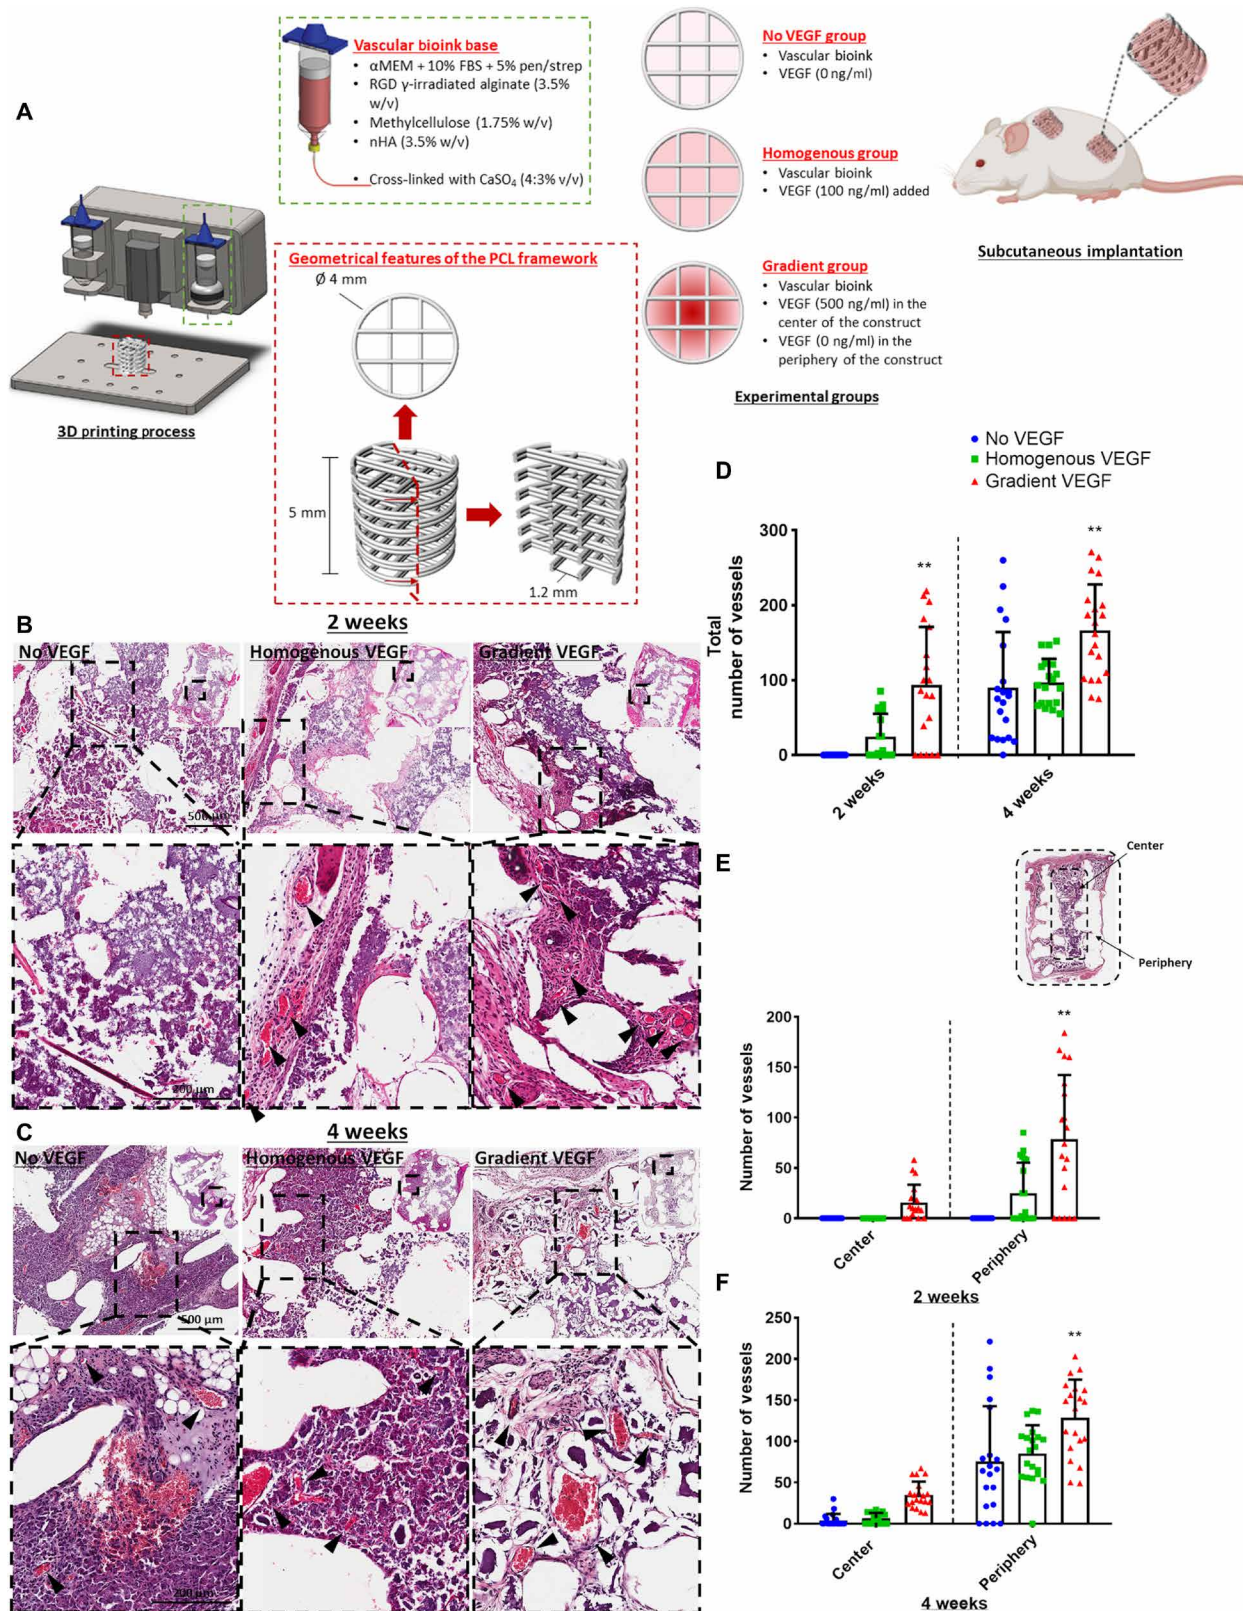 A
Vascular bioink base
• αMEM + 10% FBS + 5% pen/strep
• RGD γ-irradiated alginate (3.5%
w/v)
• Methylcellulose (1.75% w/v)
• nHA (3.5% w/v)
• Cross-linked with CaSO₄ (4:3% v/v)
3D printing process
Geometrical features of the PCL framework
Ø 4 mm
5 mm
1.2 mm
No VEGF group
• Vascular bioink
• VEGF (0 ng/ml)
Homogenous group
• Vascular bioink
• VEGF (100 ng/ml) added
Gradient group
• Vascular bioink
• VEGF (500 ng/ml) in the
center of the construct
• VEGF (0 ng/ml) in the
periphery of the construct
Experimental groups
Subcutaneous implantation
B
2 weeks
No VEGF
Homogenous VEGF
Gradient VEGF
500 µm
200 µm
C
4 weeks
No VEGF
Homogenous VEGF
Gradient VEGF
500 µm
200 µm
D
No VEGF
Homogenous VEGF
Gradient VEGF
Total
number of vessels
300
200
100
0
**
**
2 weeks
4 weeks
E
Center
Periphery
Number of vessels
200
150
100
50
0
**
Center
Periphery
2 weeks
F
Number of vessels
250
200
150
100
50
0
**
Center
Periphery
4 weeks